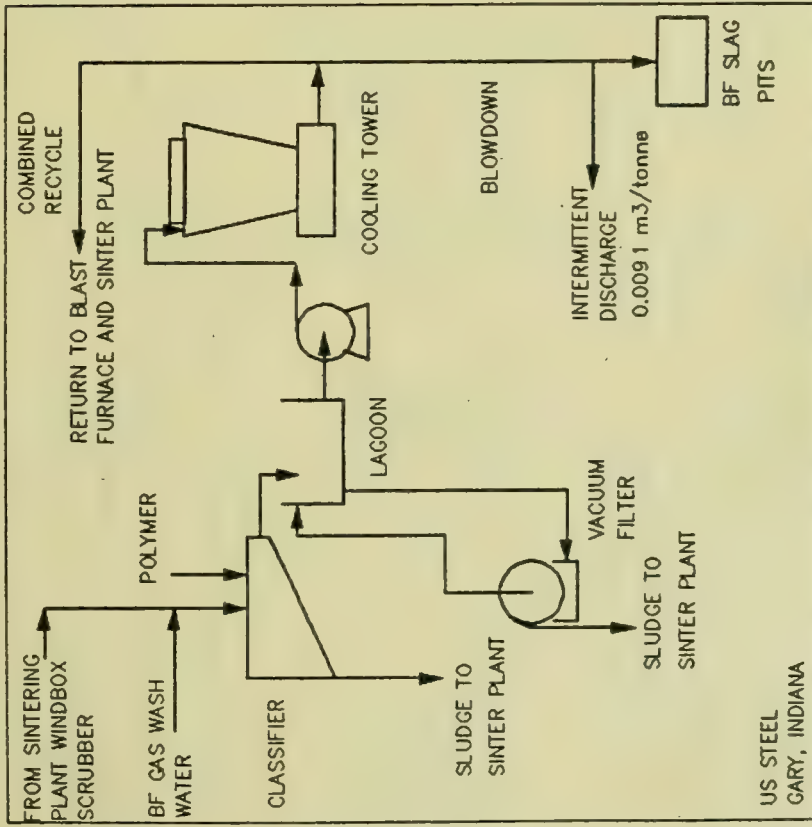 FROM SINTERING
PLANT WINDBOX
SCRUBBER
BF GAS WASH
WATER
POLYMER
CLASSIFIER
SLUDGE TO
SINTER PLANT
LAGOON
VACUUM
FILTER
SLUDGE TO
SINTER PLANT
COMBINED
RECYCLE
RETURN TO BLAST
FURNACE AND SINTER PLANT
COOLING TOWER
BLOWDOWN
INTERMITTENT
DISCHARGE
0.0091 m3/tonne
BF SLAG
PITS
US STEEL
GARY, INDIANA